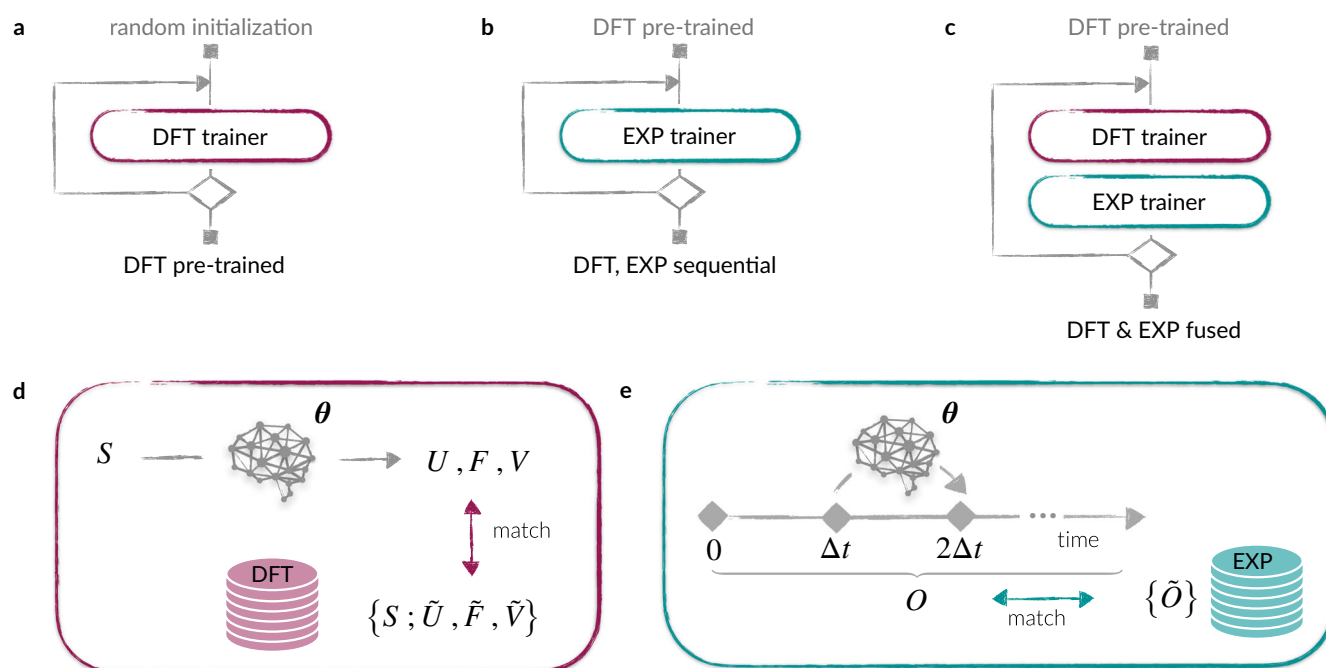 a
random initialization
DFT trainer
DFT pre-trained
b
DFT pre-trained
EXP trainer
DFT, EXP sequential
c
DFT pre-trained
DFT trainer
EXP trainer
DFT & EXP fused
d
θ
S
U , F , V
match
DFT
{S ; Ũ , F̃ , Ṽ}
e
θ
0 Δt 2Δt ... time
O
match
{Õ}
EXP